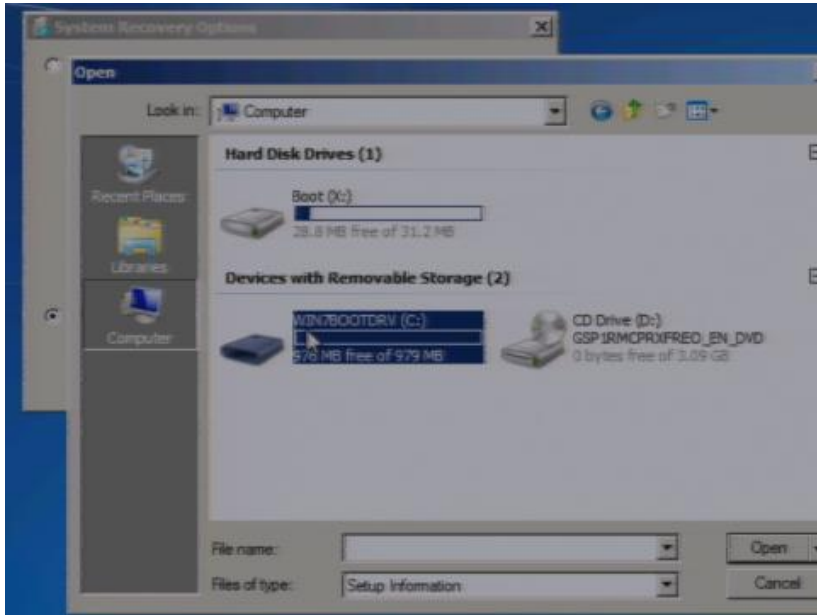 System Recovery Options
Open
Look in:
Computer
Hard Disk Drives (1)
Recent Places
Boot (X:)
28.8 MB free of 31.2 MB
Libraries
Devices with Removable Storage (2)
WIN7BOOTDRV (C:)
976 MB free of 979 MB
CD Drive (D:)
GSP1RMCPRXFREO_EN_DVD
0 bytes free of 3.09 GB
Computer
File name:
Open
Files of type:
Setup Information
Cancel